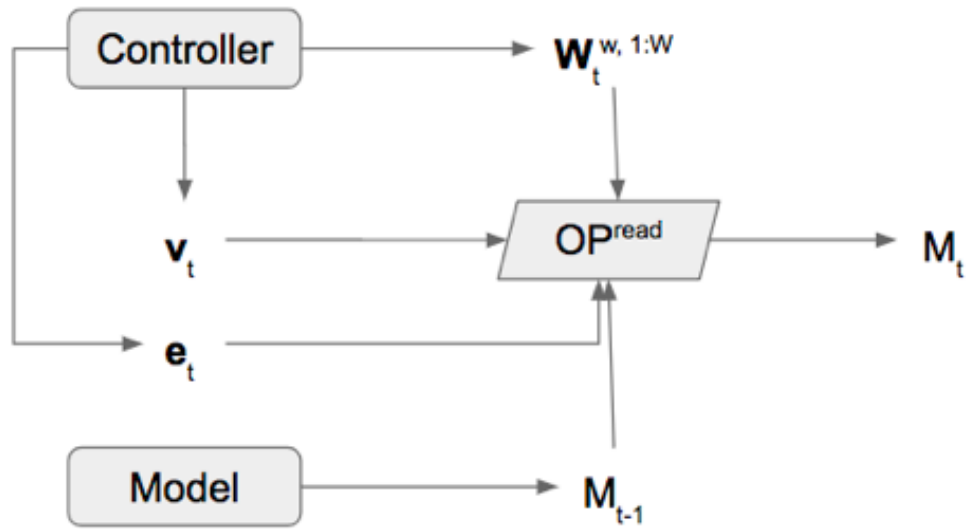 Controller
W_t^{w, 1:W}
v_t
OP^{read}
M_t
e_t
Model
M_{t-1}